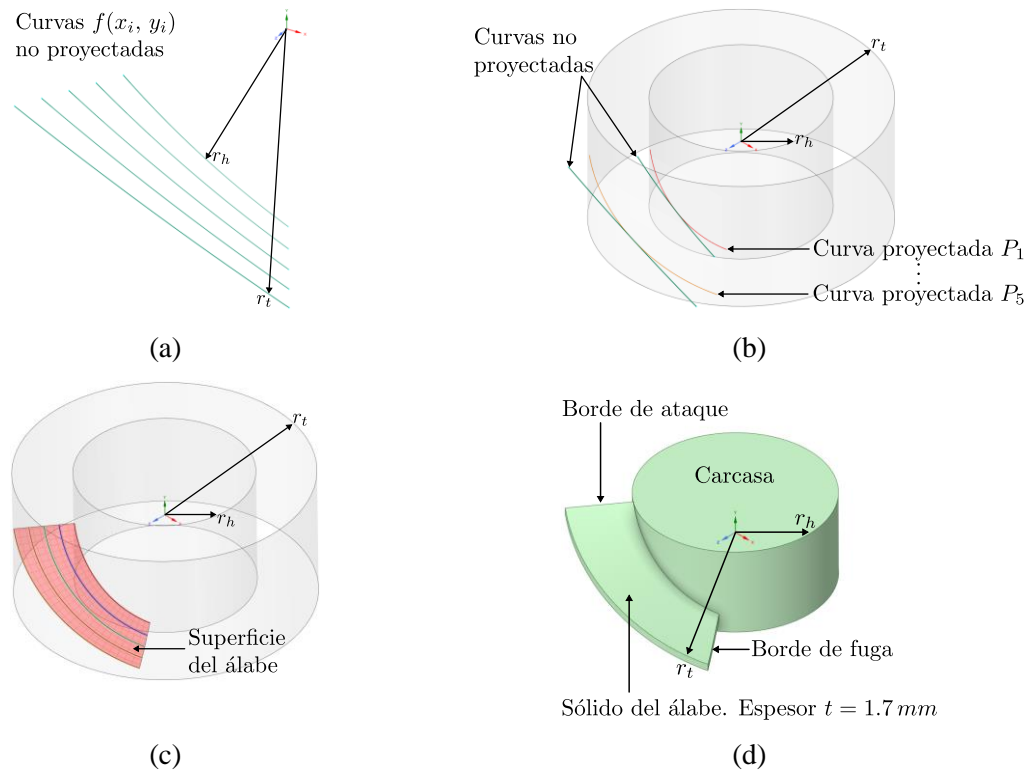 Curvas f(x_i, y_i)
no proyectadas
r_h
r_t
(a)
Curvas no
proyectadas
r_t
r_h
Curva proyectada P_1
⋮
Curva proyectada P_5
(b)
r_t
r_h
Superficie
del álabe
(c)
Borde de ataque
Carcasa
r_h
r_t
Borde de fuga
Sólido del álabe. Espesor t = 1.7 mm
(d)